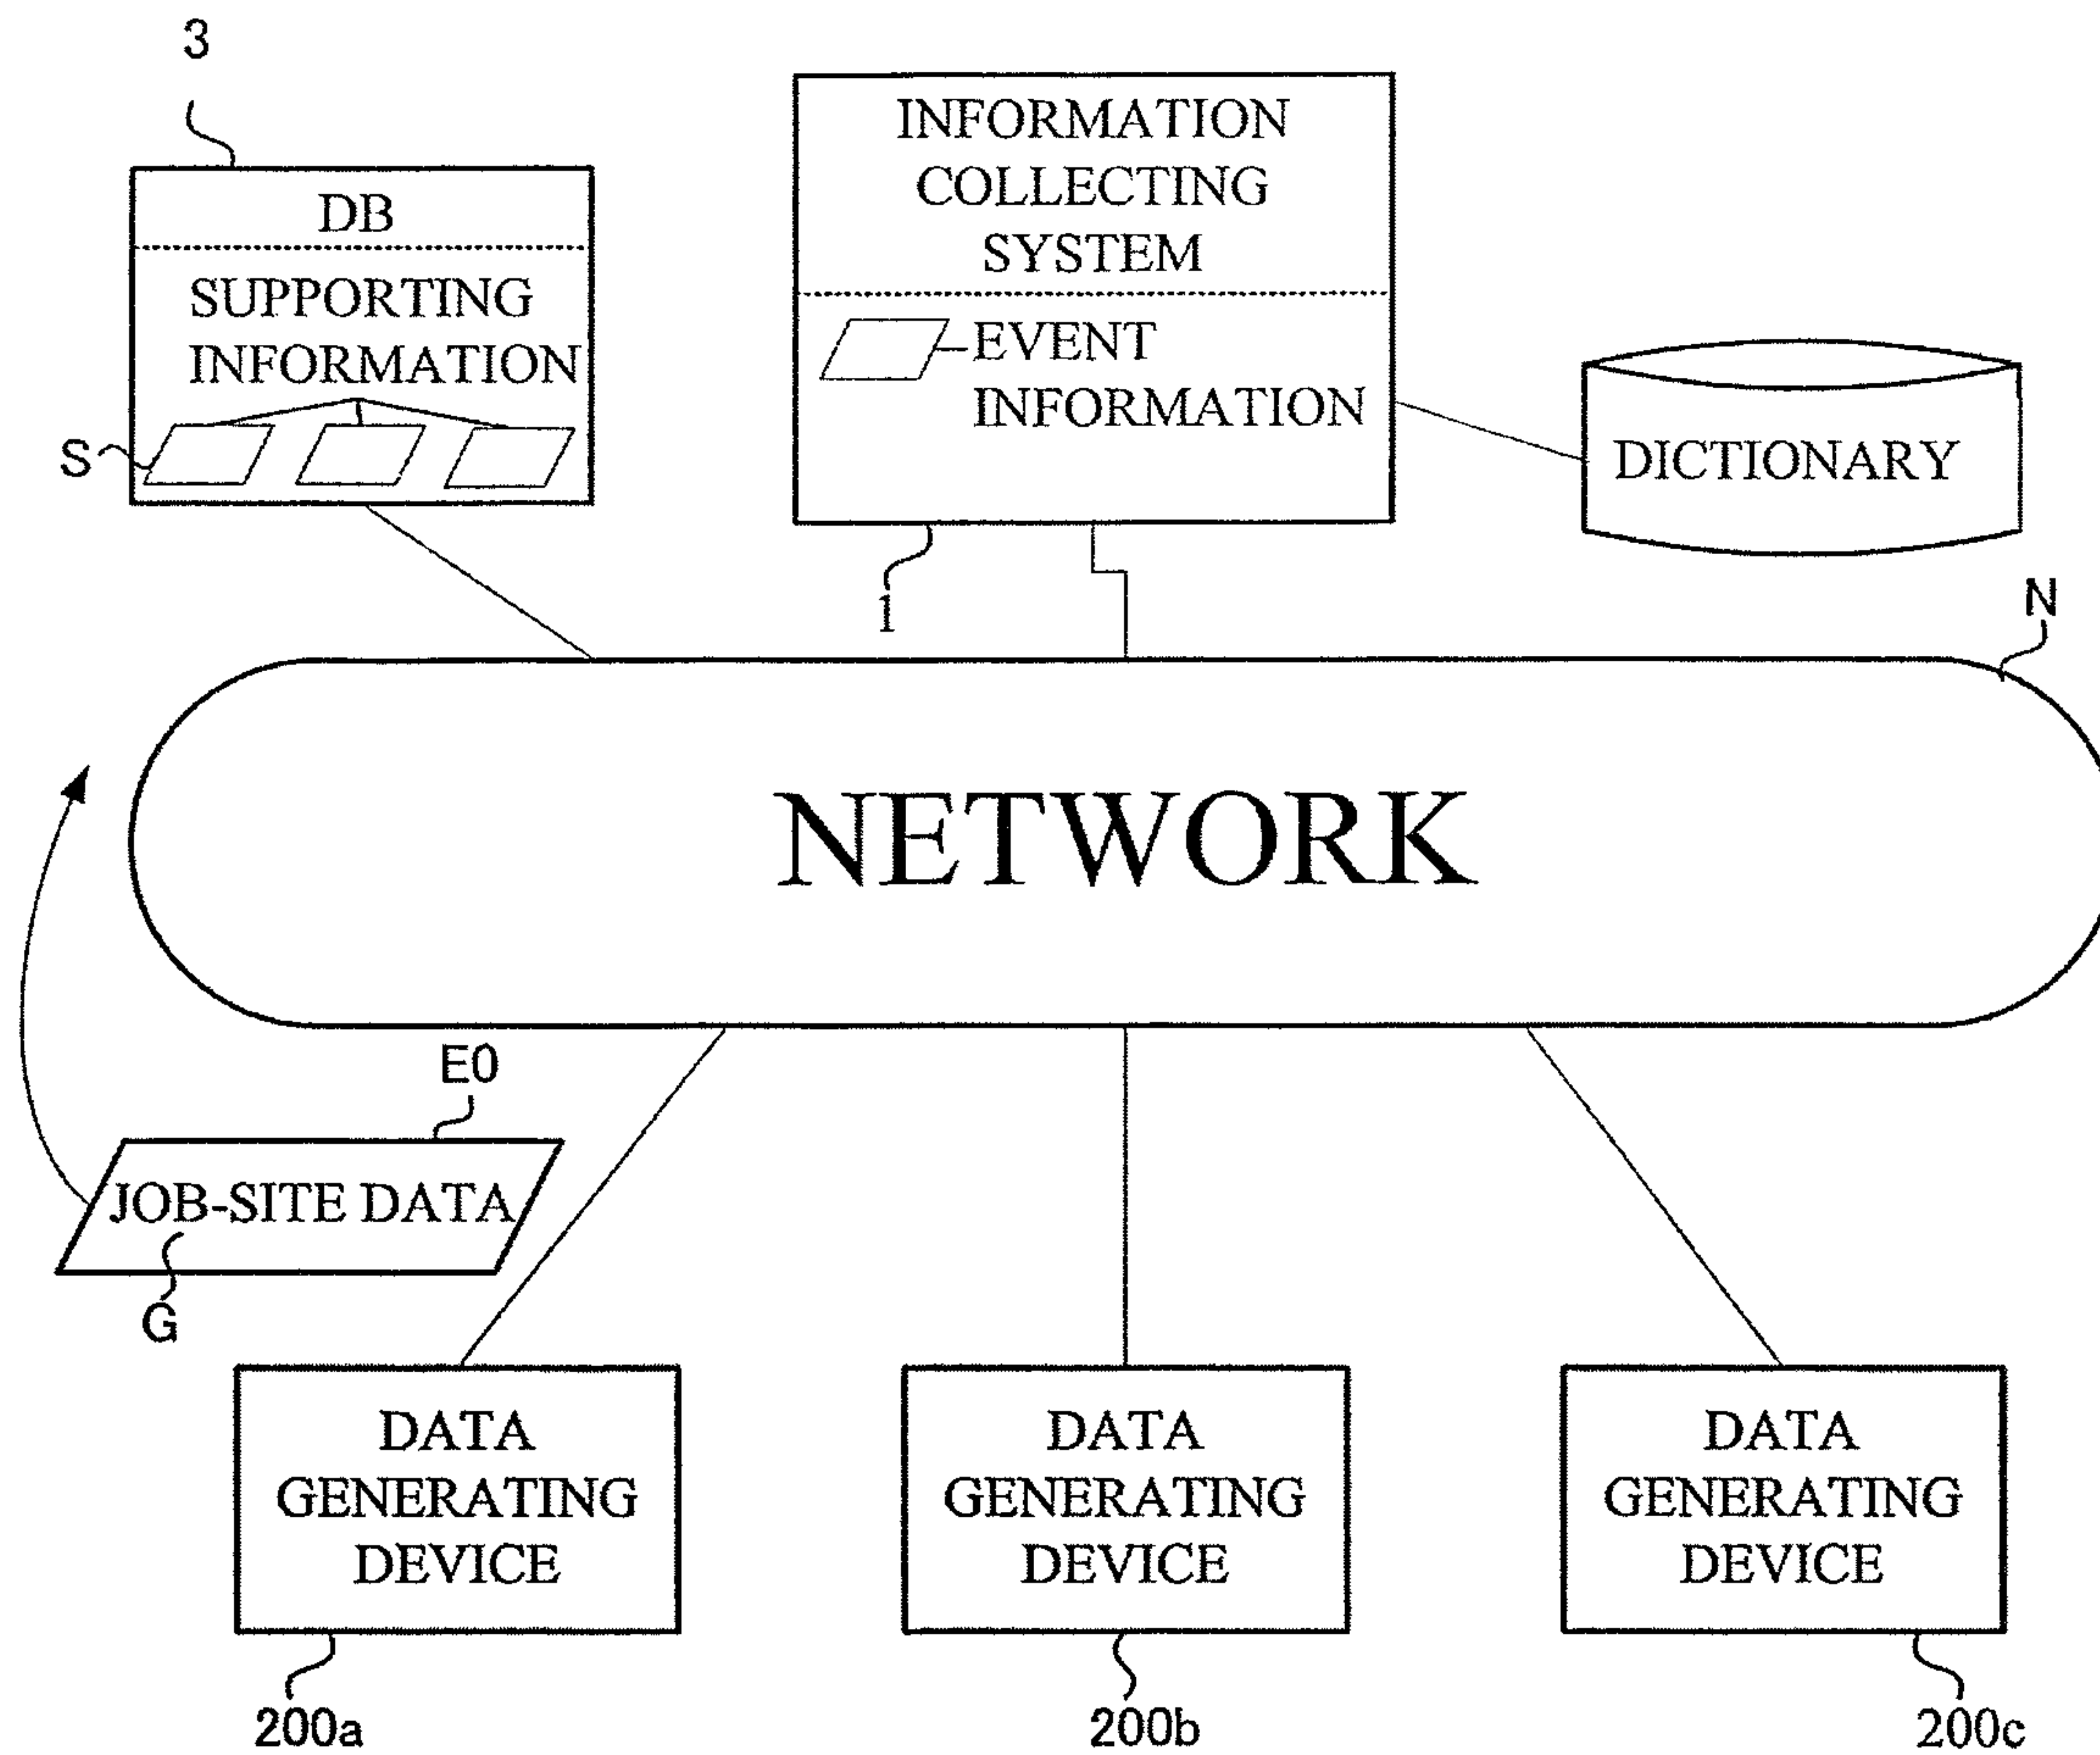 3
DB
SUPPORTING
INFORMATION
S
INFORMATION
COLLECTING
SYSTEM
EVENT
INFORMATION
1
DICTIONARY
N
NETWORK
E0
JOB-SITE DATA
G
DATA
GENERATING
DEVICE
200a
DATA
GENERATING
DEVICE
200b
DATA
GENERATING
DEVICE
200c